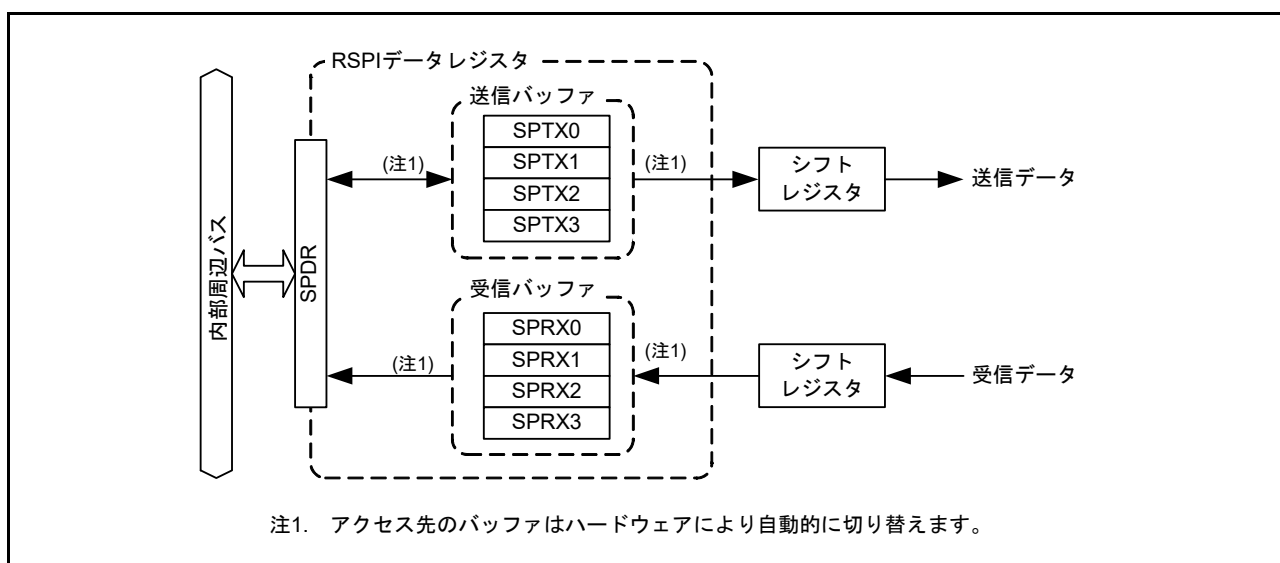 RSPIデータレジスタ
送信バッファ
SPTX0
SPTX1
SPTX2
SPTX3
(注1)
(注1)
シフト
レジスタ
送信データ
内部周辺バス
SPDR
受信バッファ
SPRX0
SPRX1
SPRX2
SPRX3
(注1)
(注1)
シフト
レジスタ
受信データ
注1. アクセス先のバッファはハードウェアにより自動的に切り替えます。